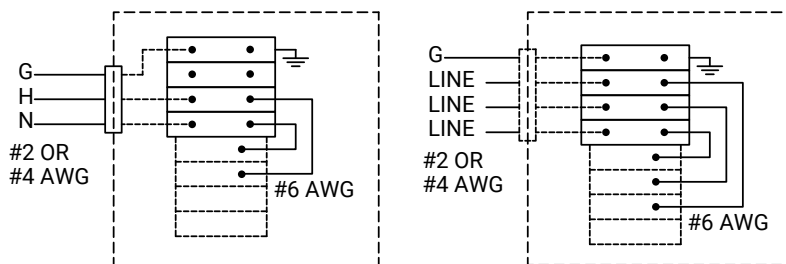 G
H
N
#2 OR
#4 AWG
#6 AWG
G
LINE
LINE
LINE
#2 OR
#4 AWG
#6 AWG